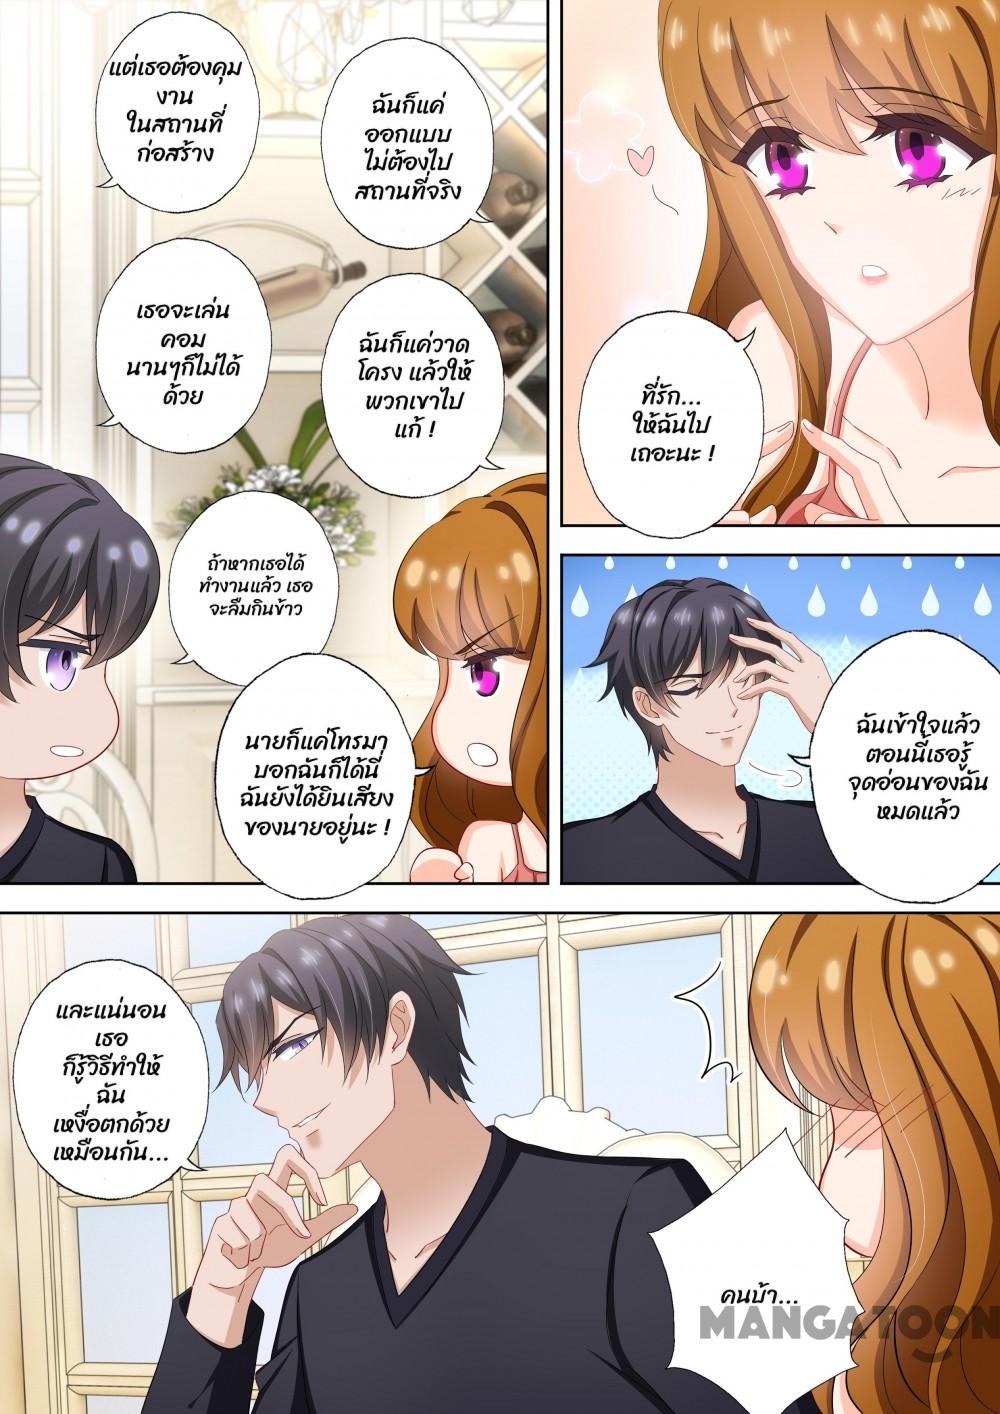 แต่เธอต้องคุม
งาน
ในสถานที่
ก่อสร้าง
ฉันก็แค่
ออกแบบ
ไม่ต้องไป
สถานที่จริง
เธอจะเล่น
คอม
นานๆก็ไม่ได้
ด้วย
ฉันก็แค่วาด
โครง แล้วให้
พวกเขาไป
แก้ !
ถ้าหากเธอได้
ทำงานแล้ว เธอ
จะลืมกินข้าว
นายก็แค่โทรมา
บอกฉันก็ได้นี่
ฉันยังได้ยินเสียง
ของนายอยู่นะ !
ที่รัก...
ให้ฉันไป
เถอะนะ !
ฉันเข้าใจแล้ว
ตอนนี้เธอรู้
จุดอ่อนของฉัน
หมดแล้ว
และแน่นอน
เธอ
ก็รู้วิธีทำให้
ฉัน
เหงื่อตกด้วย
เหมือนกัน...
คนบ้า...
MANGATOON